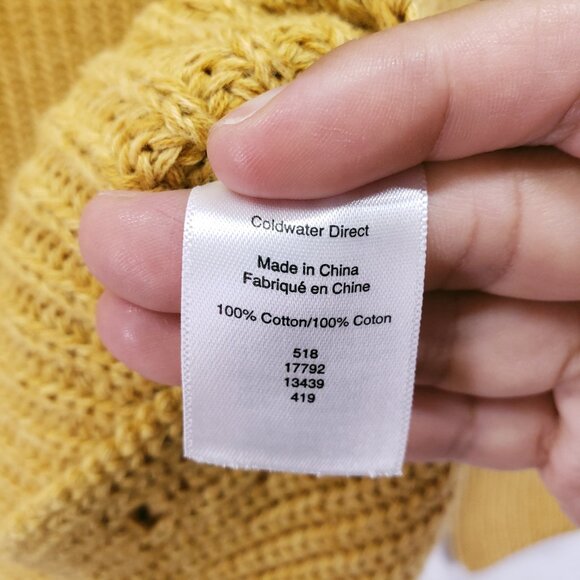 Coldwater Direct
Made in China
Fabriqué en Chine
100% Cotton/100% Coton
518
17792
13439
419